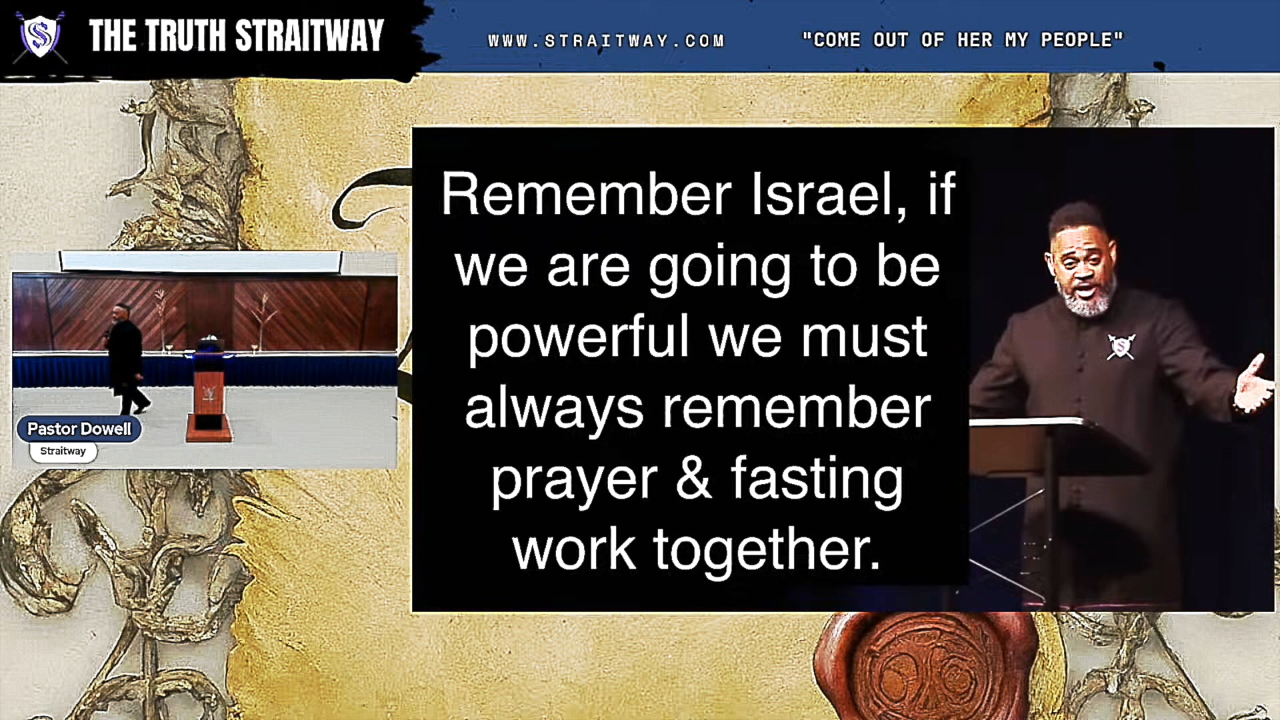 THE TRUTH STRAITWAY
WWW.STRAITWAY.COM
"COME OUT OF HER MY PEOPLE"
Remember Israel, if
we are going to be
powerful we must
always remember
prayer & fasting
work together.
Pastor Dowell
Straitway